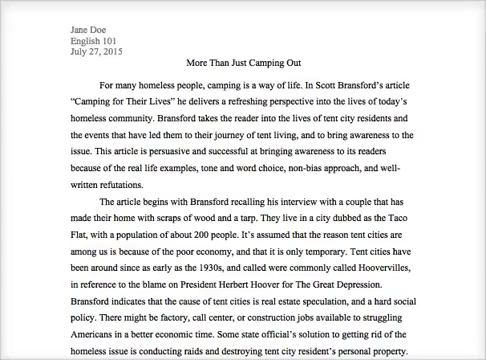 Jane Doe
English 101
July 27, 2015
More Than Just Camping Out
For many homeless people, camping is a way of life. In Scott Bransford’s article
“Camping for Their Lives” he delivers a refreshing perspective into the lives of today’s
homeless community. Bransford takes the reader into the lives of tent city residents and
the events that have led them to their journey of tent living, and to bring awareness to the
issue. This article is persuasive and successful at bringing awareness to its readers
because of the real life examples, tone and word choice, non-bias approach, and well-
written refutations.
The article begins with Bransford recalling his interview with a couple that has
made their home with scraps of wood and a tarp. They live in a city dubbed as the Taco
Flat, with a population of about 200 people. It’s assumed that the reason tent cities are
among us is because of the poor economy, and that it is only temporary. Tent cities have
been around since as early as the 1930s, and called were commonly called Hoovervilles,
in reference to the blame on President Herbert Hoover for The Great Depression.
Bransford indicates that the cause of tent cities is real estate speculation, and a hard social
policy. There might be factory, call center, or construction jobs available to struggling
Americans in a better economic time. Some state official’s solution to getting rid of the
homeless issue is conducting raids and destroying tent city resident’s personal property.